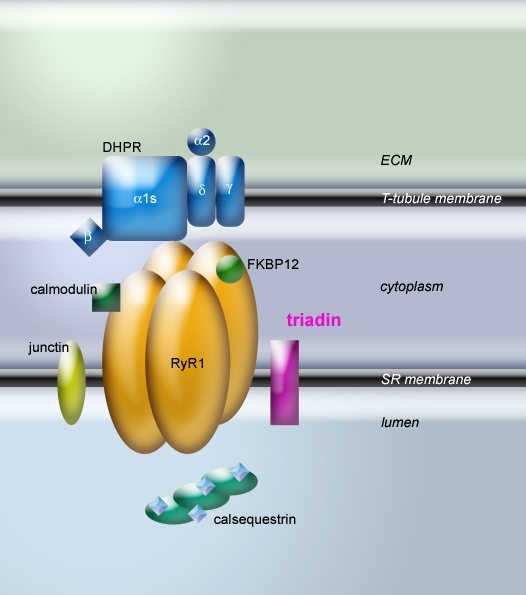 α2
DHPR
ECM
α1s
δ
γ
T-tubule membrane
β
FKBP12
calmodulin
cytoplasm
triadin
junctin
RyR1
SR membrane
lumen
calsequestrin